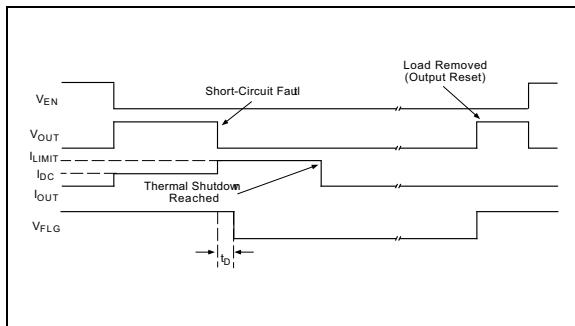 Load Removed
(Output Reset)
VEN
Short-Circuit Fault
VOUT
ILIMIT
IDC
Thermal Shutdown
Reached
IOUT
VFLG
tD